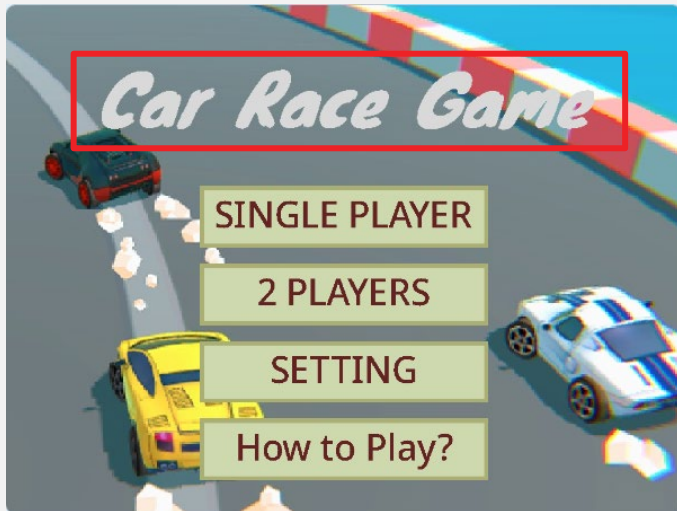 Car Race Game
SINGLE PLAYER
2 PLAYERS
SETTING
How to Play?